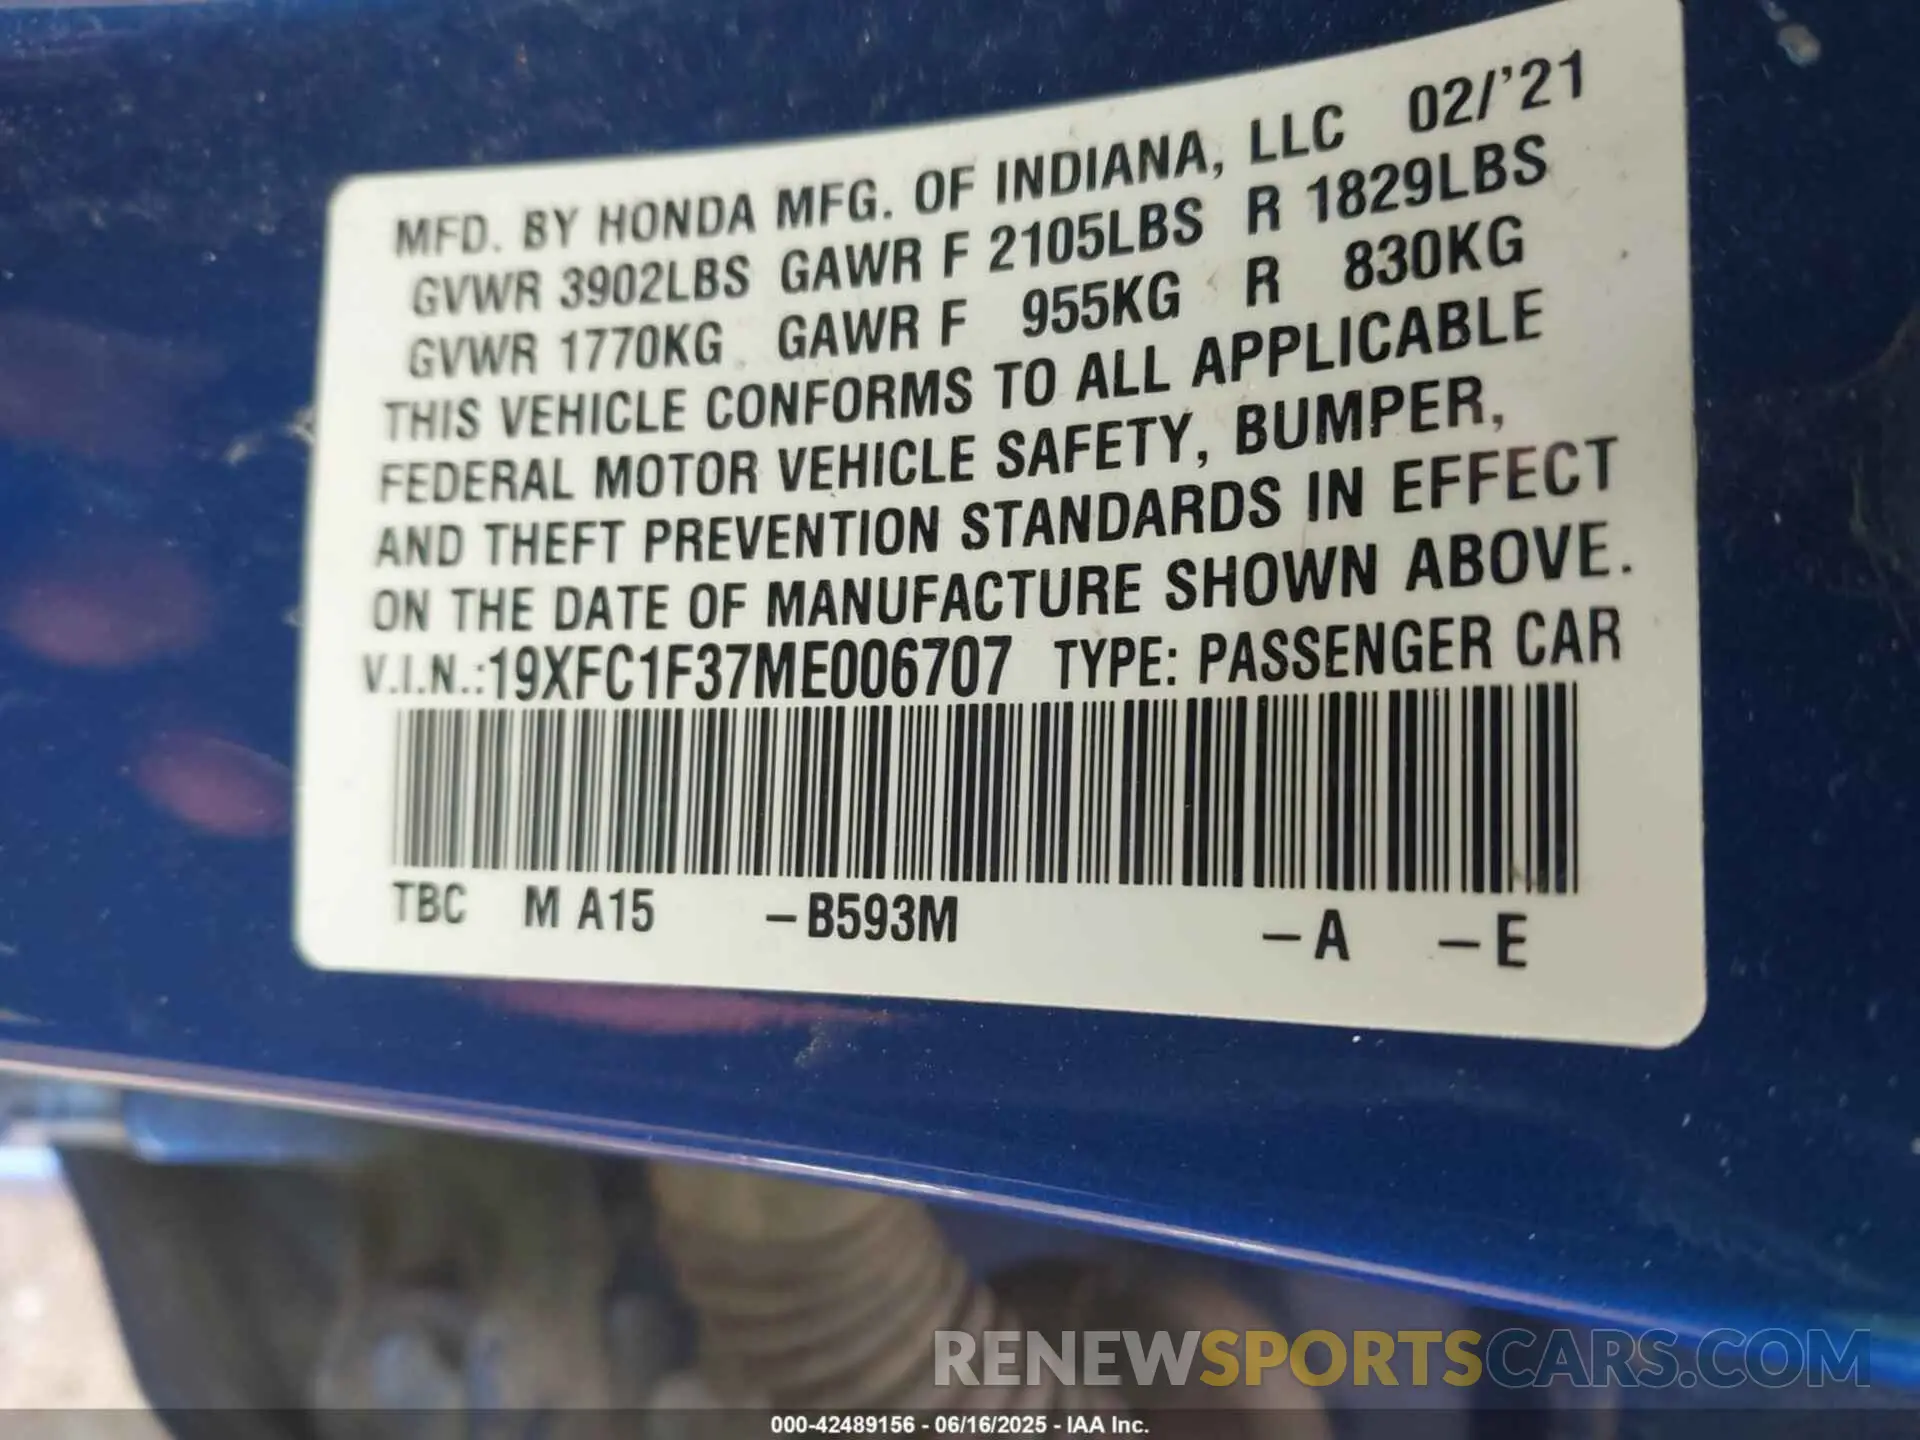 MFD. BY HONDA MFG. OF INDIANA, LLC 02/'21
GVWR 3902LBS GAWR F 2105LBS R 1829LBS
GVWR 1770KG GAWR F 955KG R 830KG
THIS VEHICLE CONFORMS TO ALL APPLICABLE
FEDERAL MOTOR VEHICLE SAFETY, BUMPER,
AND THEFT PREVENTION STANDARDS IN EFFECT
ON THE DATE OF MANUFACTURE SHOWN ABOVE.
V.I.N.:19XFC1F37ME006707 TYPE: PASSENGER CAR
TBC M A15 –B593M –A –E
RENEWSPORTSCARS.COM
000-42489156 - 06/16/2025 - IAA Inc.